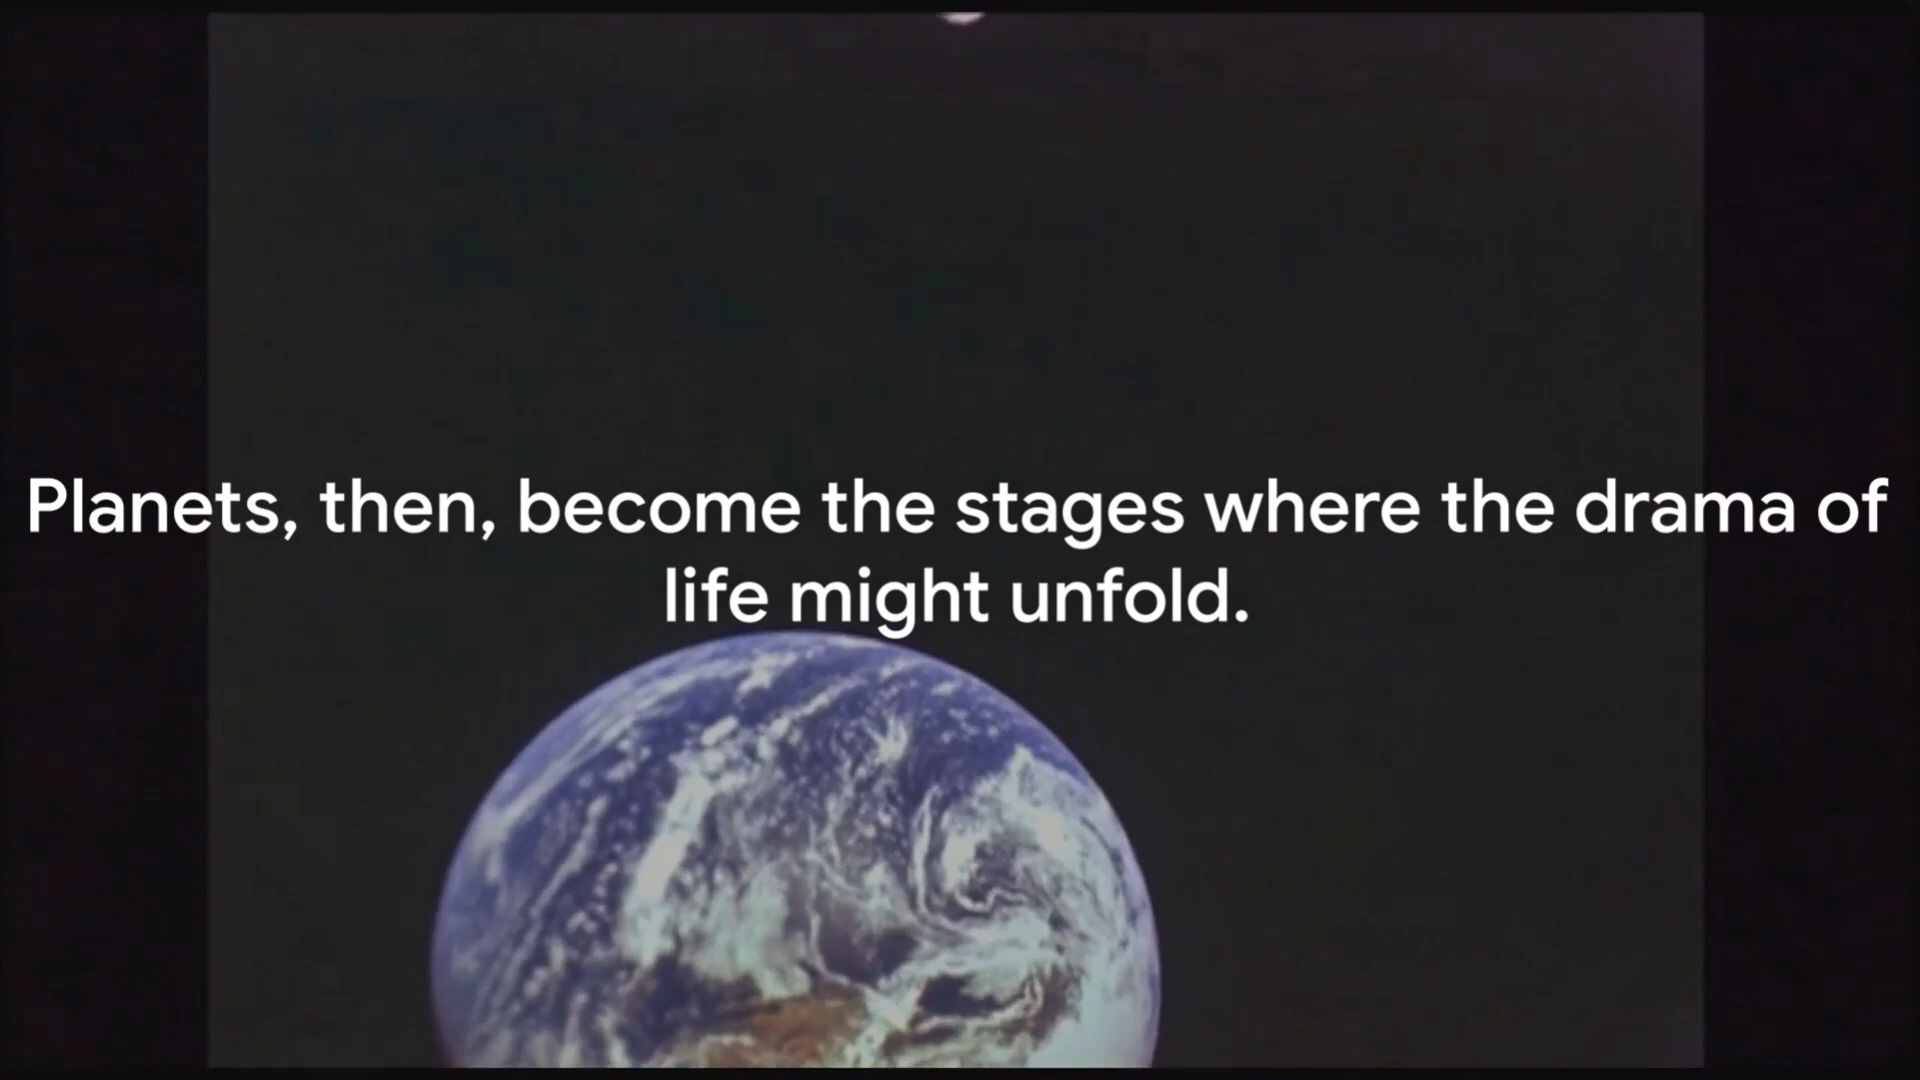 Planets, then, become the stages where the drama of
life might unfold.